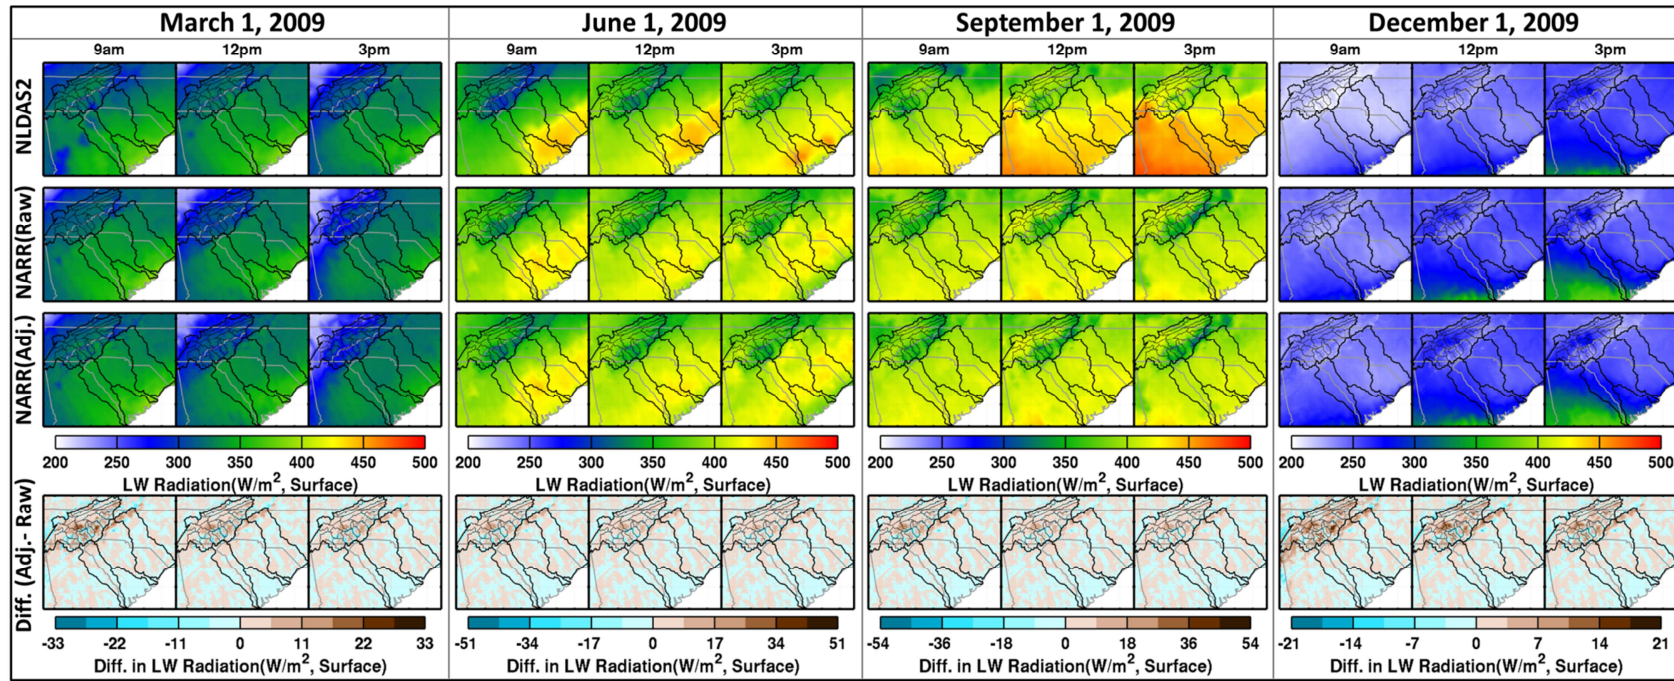 March 1, 2009 June 1, 2009 September 1, 2009 December 1, 2009
9am 12pm 3pm 9am 12pm 3pm 9am 12pm 3pm 9am 12pm 3pm
NLDAS2
NARR(Raw)
NARR(Adj.)
200 250 300 350 400 450 500 200 250 300 350 400 450 500 200 250 300 350 400 450 500 200 250 300 350 400 450 500
LW Radiation(W/m², Surface) LW Radiation(W/m², Surface) LW Radiation(W/m², Surface) LW Radiation(W/m², Surface)
Diff. (Adj.- Raw)
-33 -22 -11 0 11 22 33 -51 -34 -17 0 17 34 51 -54 -36 -18 0 18 36 54 -21 -14 -7 0 7 14 21
Diff. in LW Radiation(W/m², Surface) Diff. in LW Radiation(W/m², Surface) Diff. in LW Radiation(W/m², Surface) Diff. in LW Radiation(W/m², Surface)